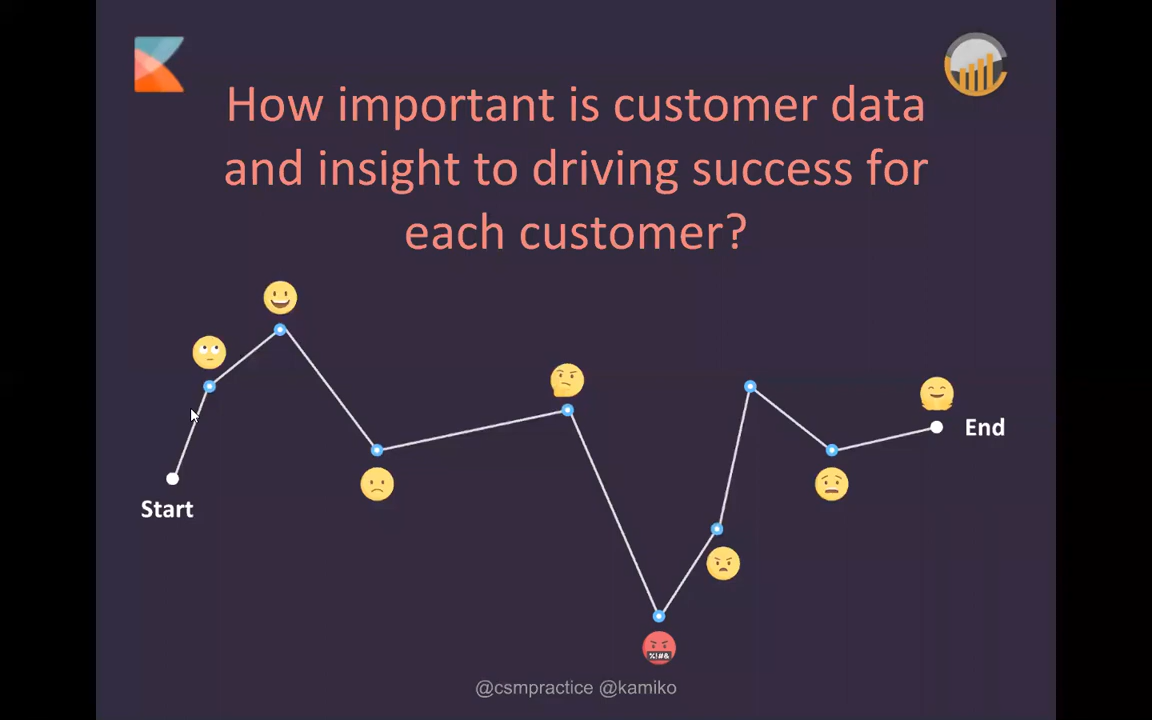 How important is customer data
and insight to driving success for
each customer?
Start
End
%!#&
@csmpractice @kamiko